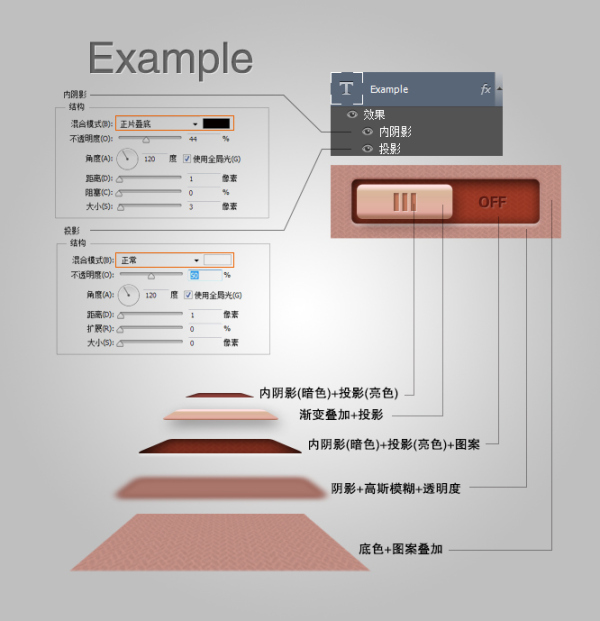 Example
内阴影
结构
混合模式(B): 正片叠底
不透明度(O): 44 %
角度(A): 120 度 使用全局光(G)
距离(D): 1 像素
阻塞(C): 0 %
大小(S): 3 像素
投影
结构
混合模式(B): 正常
不透明度(O): 50 %
角度(A): 120 度 使用全局光(G)
距离(D): 1 像素
扩展(R): 0 %
大小(S): 0 像素
T Example fx
效果
内阴影
投影
OFF
内阴影(暗色)+投影(亮色)
渐变叠加+投影
内阴影(暗色)+投影(亮色)+图案
阴影+高斯模糊+透明度
底色+图案叠加